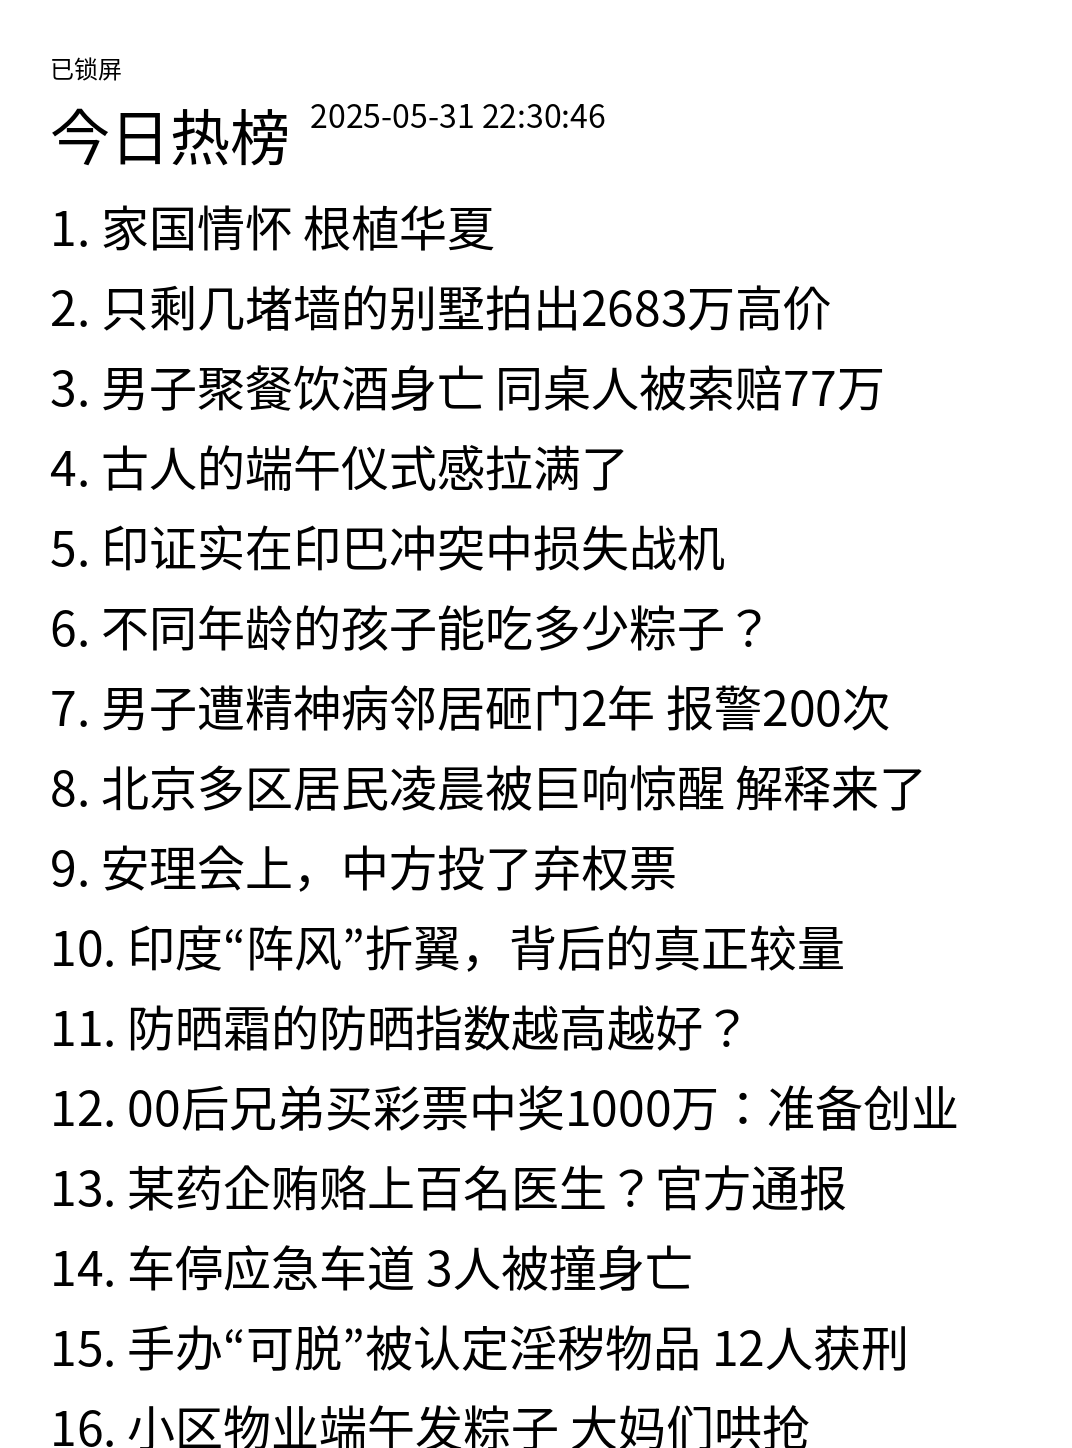 已锁屏
今日热榜 2025-05-31 22:30:46
1. 家国情怀 根植华夏
2. 只剩几堵墙的别墅拍出2683万高价
3. 男子聚餐饮酒身亡 同桌人被索赔77万
4. 古人的端午仪式感拉满了
5. 印证实在印巴冲突中损失战机
6. 不同年龄的孩子能吃多少粽子？
7. 男子遭精神病邻居砸门2年 报警200次
8. 北京多区居民凌晨被巨响惊醒 解释来了
9. 安理会上，中方投了弃权票
10. 印度“阵风”折翼，背后的真正较量
11. 防晒霜的防晒指数越高越好？
12. 00后兄弟买彩票中奖1000万：准备创业
13. 某药企贿赂上百名医生？官方通报
14. 车停应急车道 3人被撞身亡
15. 手办“可脱”被认定淫秽物品 12人获刑
16. 小区物业端午发粽子 大妈们哄抢